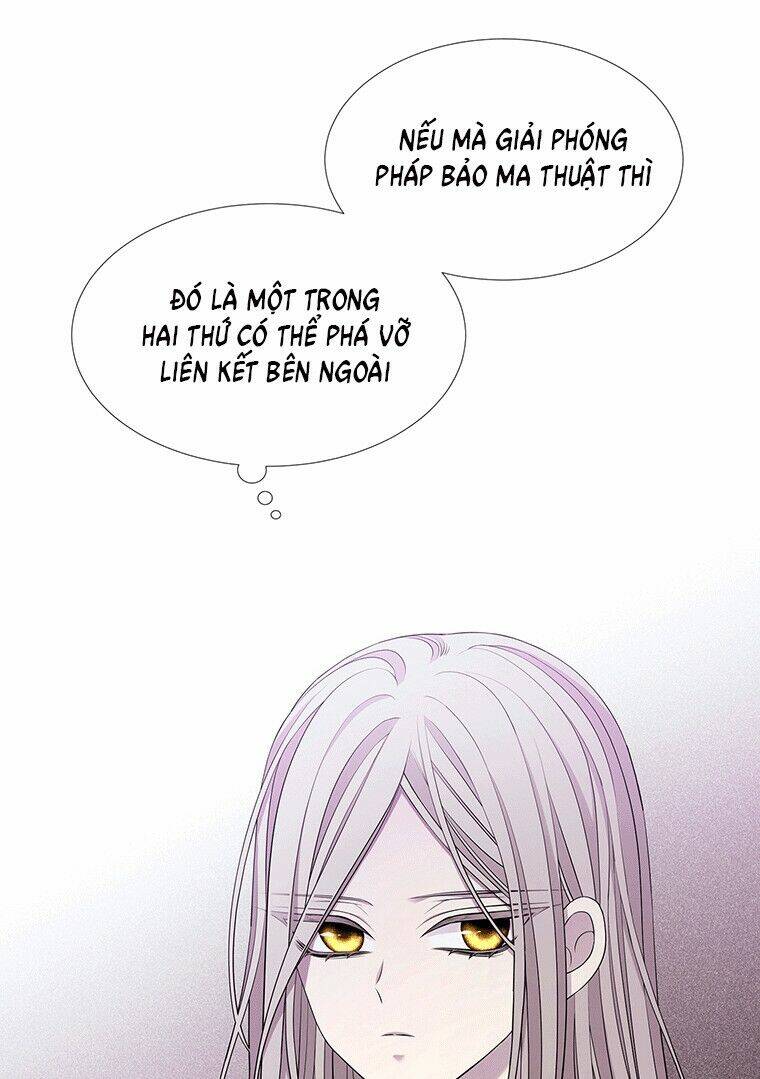 NẾU MÀ GIẢI PHÓNG
PHÁP BẢO MA THUẬT THÌ
ĐÓ LÀ MỘT TRONG
HAI THỨ CÓ THỂ PHÁ VỠ
LIÊN KẾT BÊN NGOÀI